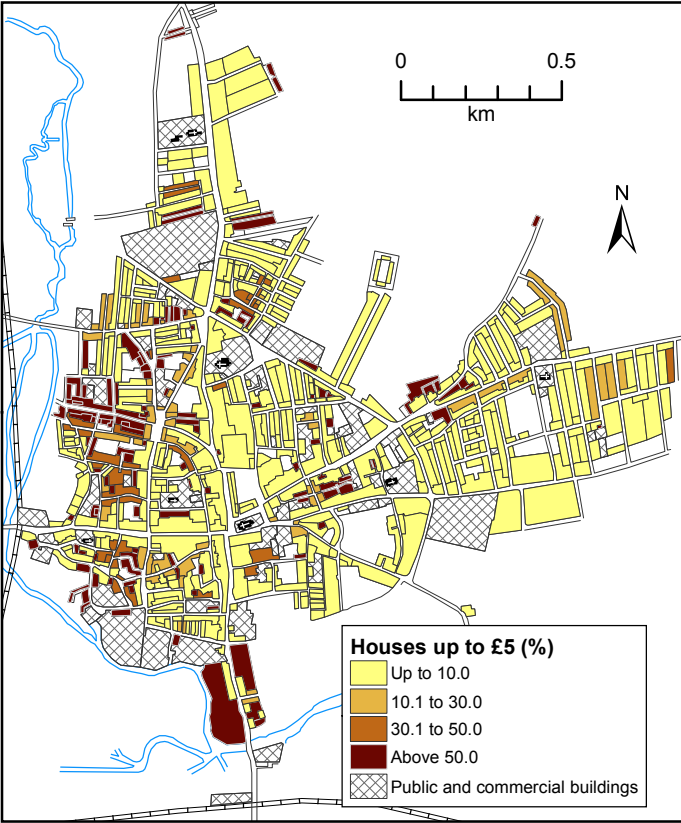 0 0.5
km
N
Houses up to £5 (%)
Up to 10.0
10.1 to 30.0
30.1 to 50.0
Above 50.0
Public and commercial buildings